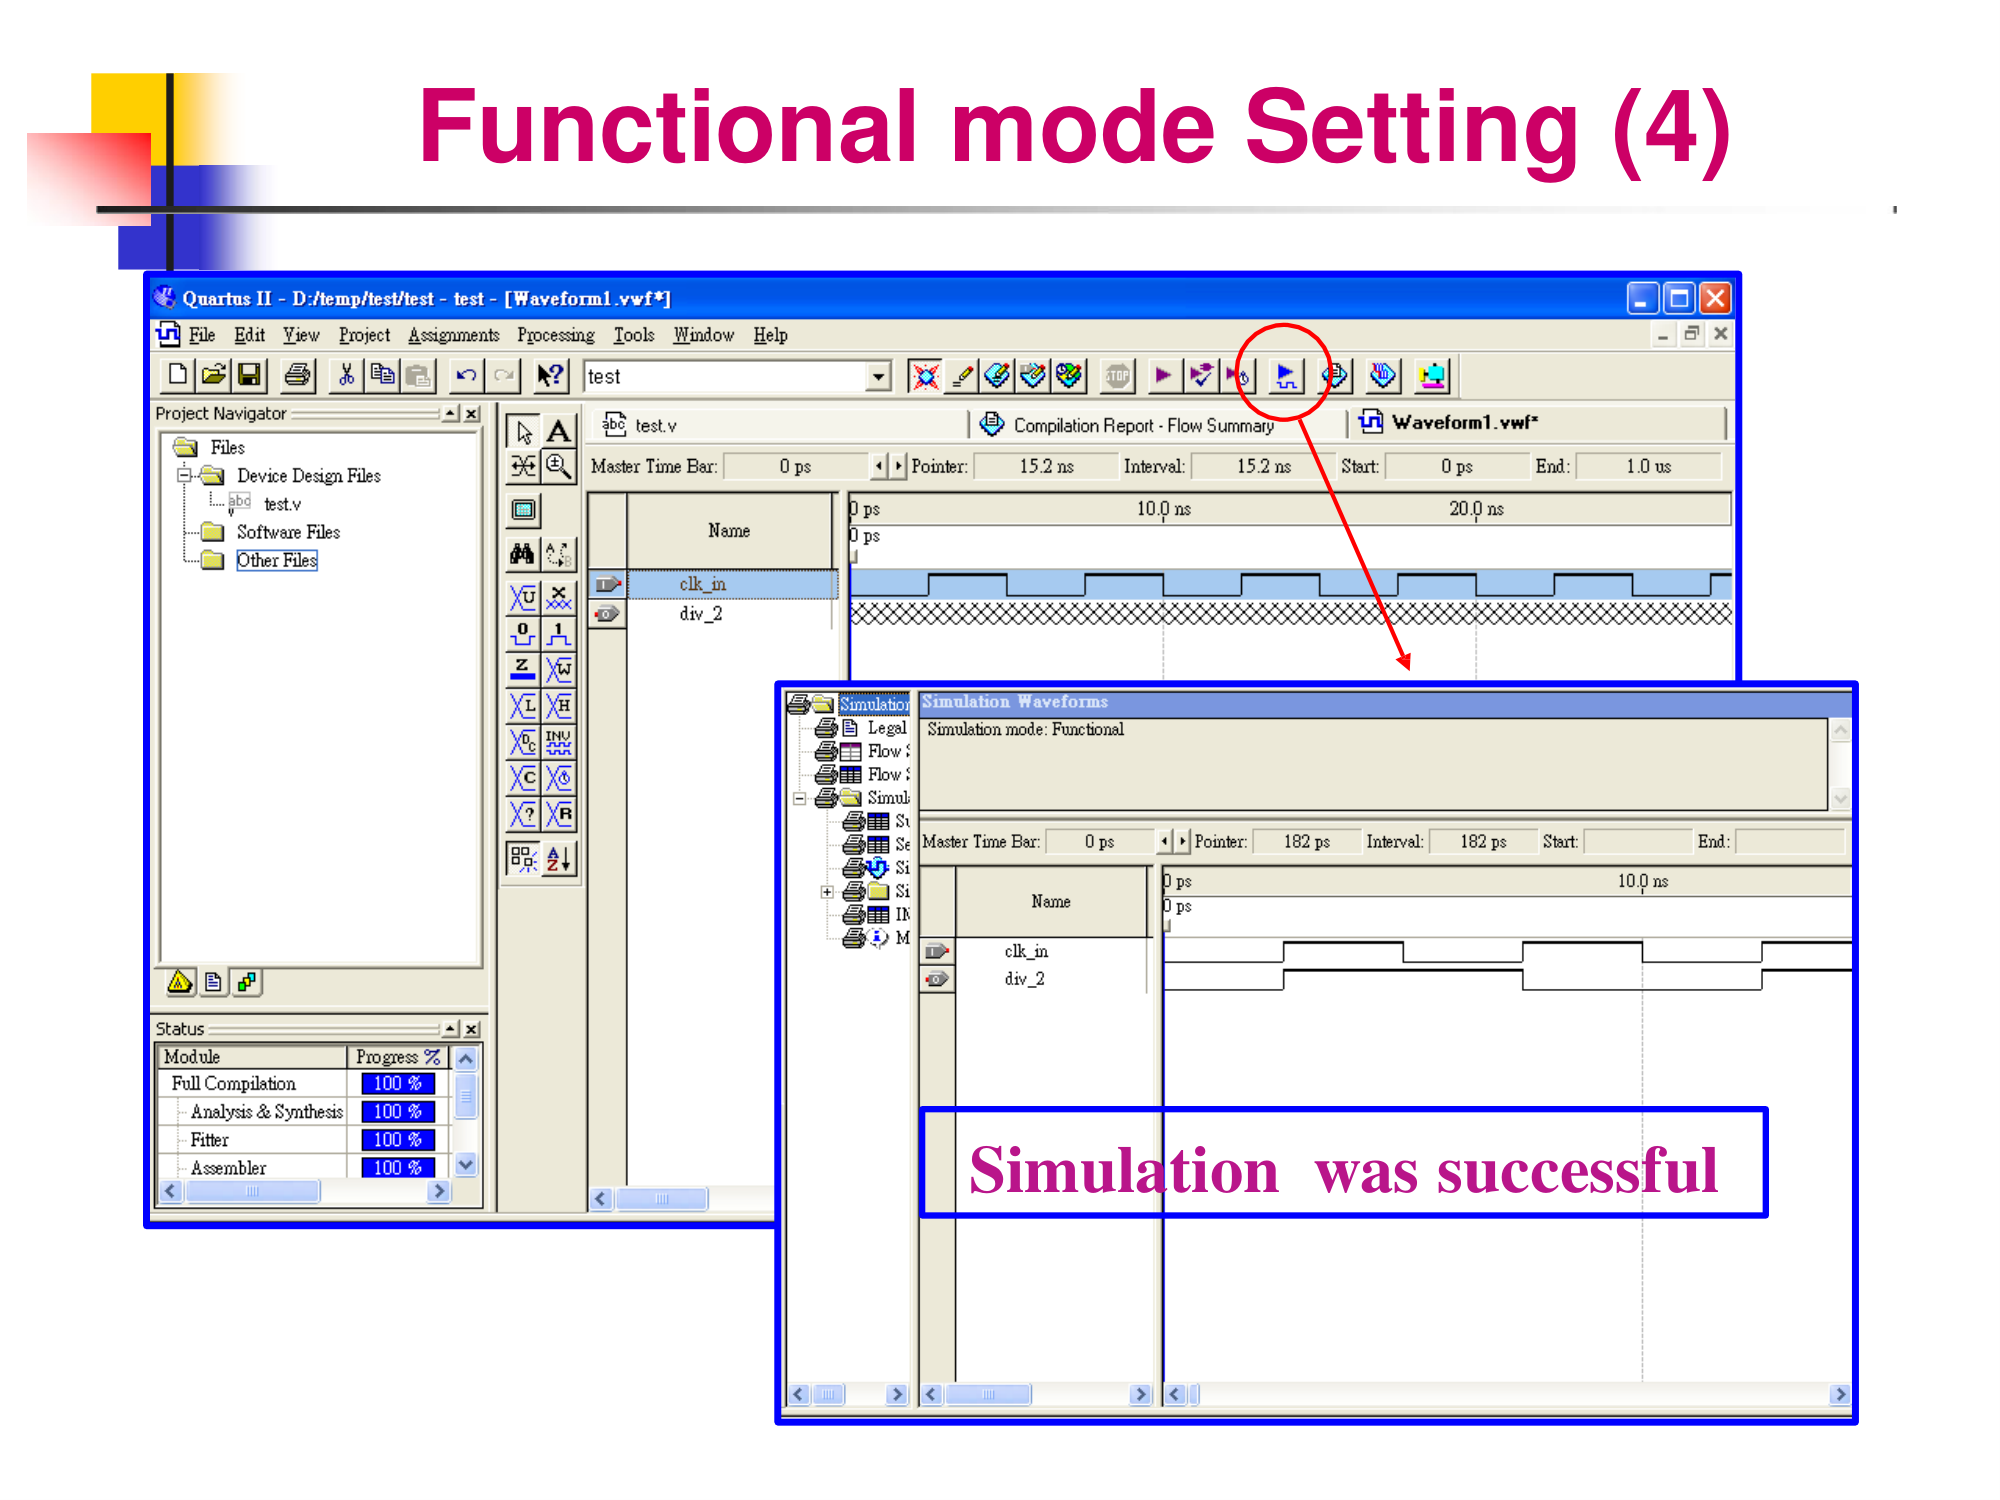 Functional mode Setting (4)
Quartus II - D:/temp/test/test - test - [Waveform1.vwf*]
File Edit View Project Assignments Processing Tools Window Help
test
Project Navigator
Files
Device Design Files
test.v
Software Files
Other Files
test.v
Compilation Report - Flow Summary
Waveform1.vwf*
Master Time Bar: 0 ps Pointer: 15.2 ns Interval: 15.2 ns Start: 0 ps End: 1.0 us
Name
0 ps 10.0 ns 20.0 ns
0 ps
clk_in
div_2
Status
Module Progress %
Full Compilation 100 %
Analysis & Synthesis 100 %
Fitter 100 %
Assembler 100 %
Simulation
Legal
Flow S
Flow S
Simul
Su
Se
Si
Si
IN
M
Simulation Waveforms
Simulation mode: Functional
Master Time Bar: 0 ps Pointer: 182 ps Interval: 182 ps Start: End:
Name
0 ps 10.0 ns
0 ps
clk_in
div_2
Simulation was successful